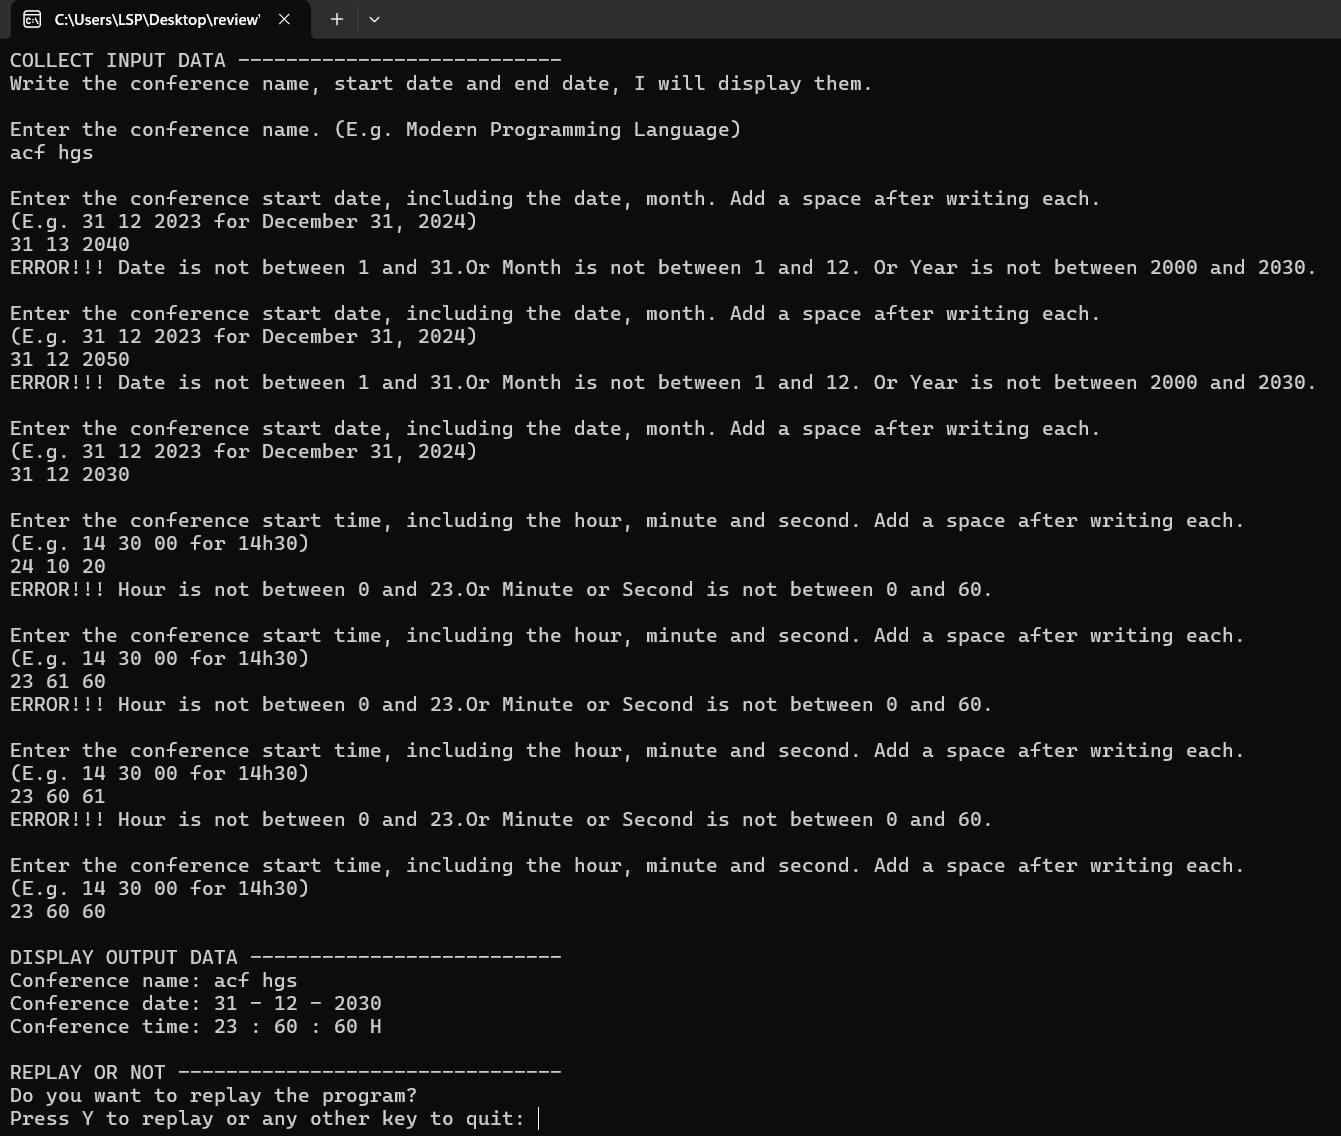 C:\Users\LSP\Desktop\review'
COLLECT INPUT DATA ---------------------------
Write the conference name, start date and end date, I will display them.
Enter the conference name. (E.g. Modern Programming Language)
acf hgs
Enter the conference start date, including the date, month. Add a space after writing each.
(E.g. 31 12 2023 for December 31, 2024)
31 13 2040
ERROR!!! Date is not between 1 and 31.Or Month is not between 1 and 12. Or Year is not between 2000 and 2030.
Enter the conference start date, including the date, month. Add a space after writing each.
(E.g. 31 12 2023 for December 31, 2024)
31 12 2050
ERROR!!! Date is not between 1 and 31.Or Month is not between 1 and 12. Or Year is not between 2000 and 2030.
Enter the conference start date, including the date, month. Add a space after writing each.
(E.g. 31 12 2023 for December 31, 2024)
31 12 2030
Enter the conference start time, including the hour, minute and second. Add a space after writing each.
(E.g. 14 30 00 for 14h30)
24 10 20
ERROR!!! Hour is not between 0 and 23.Or Minute or Second is not between 0 and 60.
Enter the conference start time, including the hour, minute and second. Add a space after writing each.
(E.g. 14 30 00 for 14h30)
23 61 60
ERROR!!! Hour is not between 0 and 23.Or Minute or Second is not between 0 and 60.
Enter the conference start time, including the hour, minute and second. Add a space after writing each.
(E.g. 14 30 00 for 14h30)
23 60 61
ERROR!!! Hour is not between 0 and 23.Or Minute or Second is not between 0 and 60.
Enter the conference start time, including the hour, minute and second. Add a space after writing each.
(E.g. 14 30 00 for 14h30)
23 60 60
DISPLAY OUTPUT DATA --------------------------
Conference name: acf hgs
Conference date: 31 - 12 - 2030
Conference time: 23 : 60 : 60 H
REPLAY OR NOT --------------------------------
Do you want to replay the program?
Press Y to replay or any other key to quit: